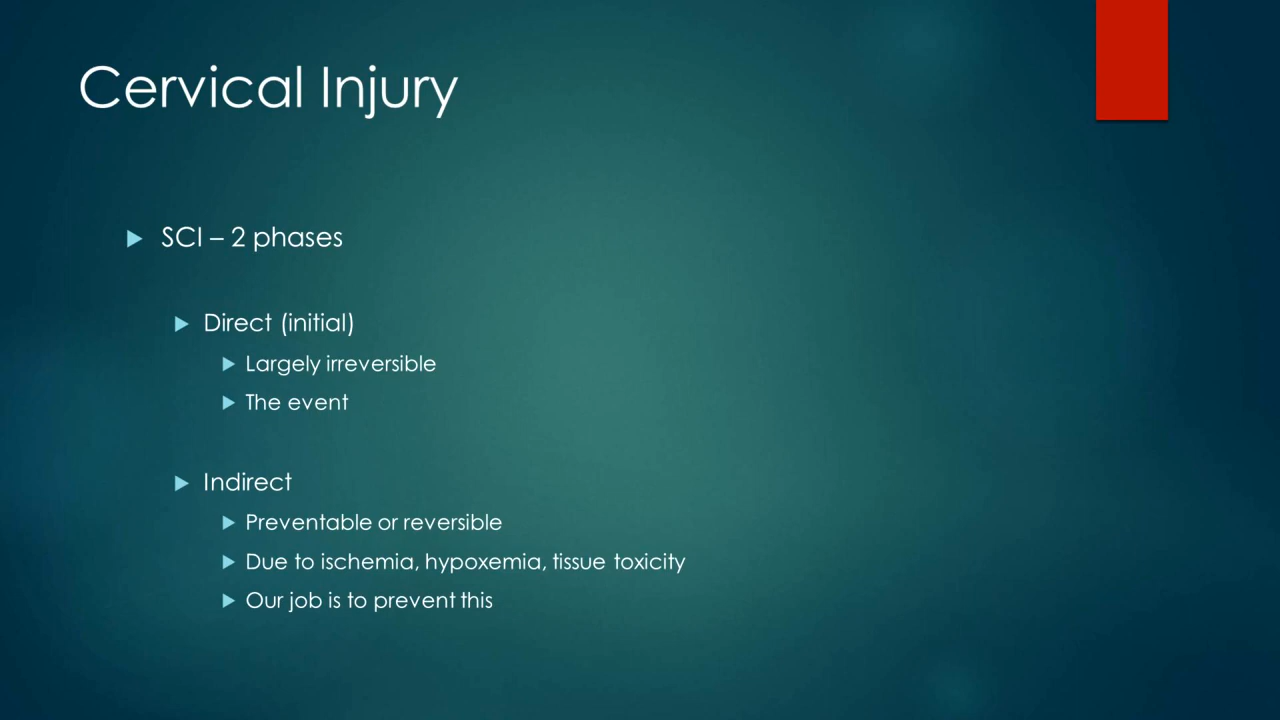 Cervical Injury
SCI – 2 phases
Direct (initial)
Largely irreversible
The event
Indirect
Preventable or reversible
Due to ischemia, hypoxemia, tissue toxicity
Our job is to prevent this